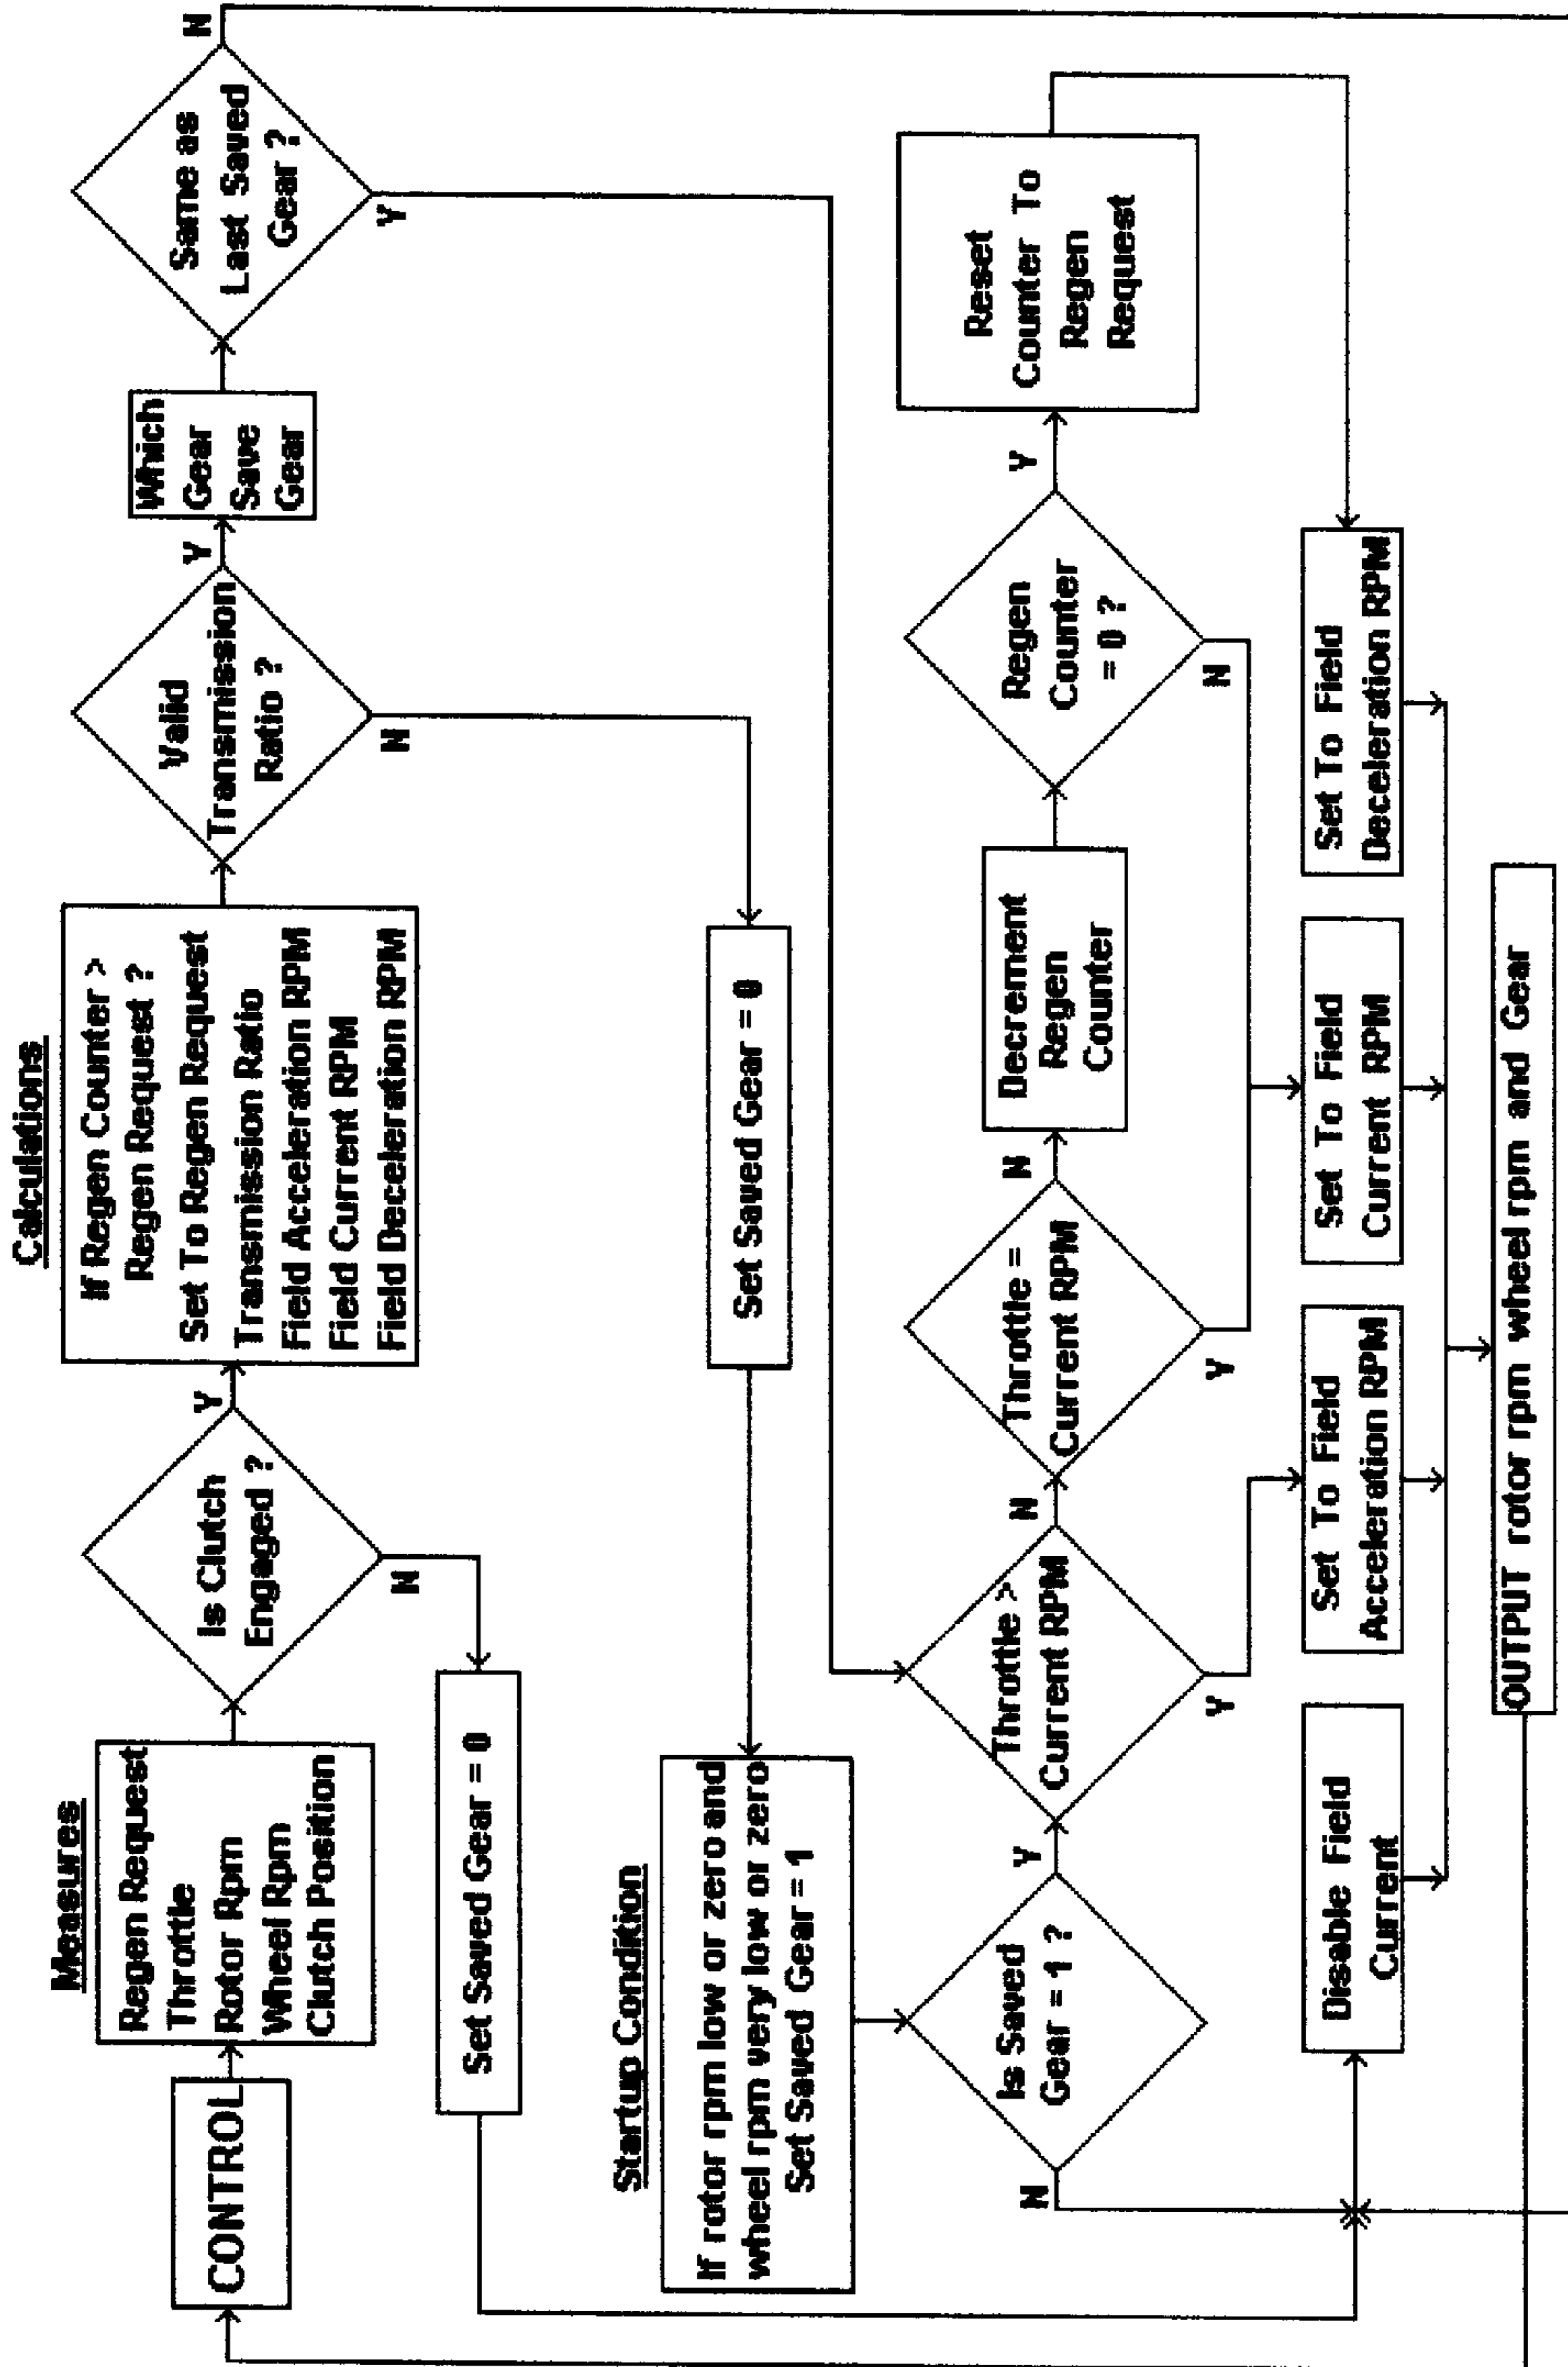 CONTROL
Measures
Regen Request
Throttle
Rotor Rpm
Wheel Rpm
Clutch Position
Is Clutch
Engaged ?
Y
N
Calculations
If Regen Counter >
Regen Request ?
Set To Regen Request
Transmission Ratio
Field Acceleration RPM
Field Current RPM
Field Deceleration RPM
Valid
Transmission
Ratio ?
Y
N
Which
Gear
Save
Gear
Same as
Last Saved
Gear ?
N
Y
Set Saved Gear = 0
Set Saved Gear = 0
Startup Condition
If rotor rpm low or zero and
wheel rpm very low or zero
Set Saved Gear = 1
Is Saved
Gear = 1 ?
N
Y
Throttle >
Current RPM
N
Y
Throttle =
Current RPM
N
Y
Decrement
Regen
Counter
Regen
Counter
= 0 ?
Y
N
Reset
Counter To
Regen
Request
Disable Field
Current
Set To Field
Acceleration RPM
Set To Field
Current RPM
Set To Field
Deceleration RPM
OUTPUT rotor rpm wheel rpm and Gear